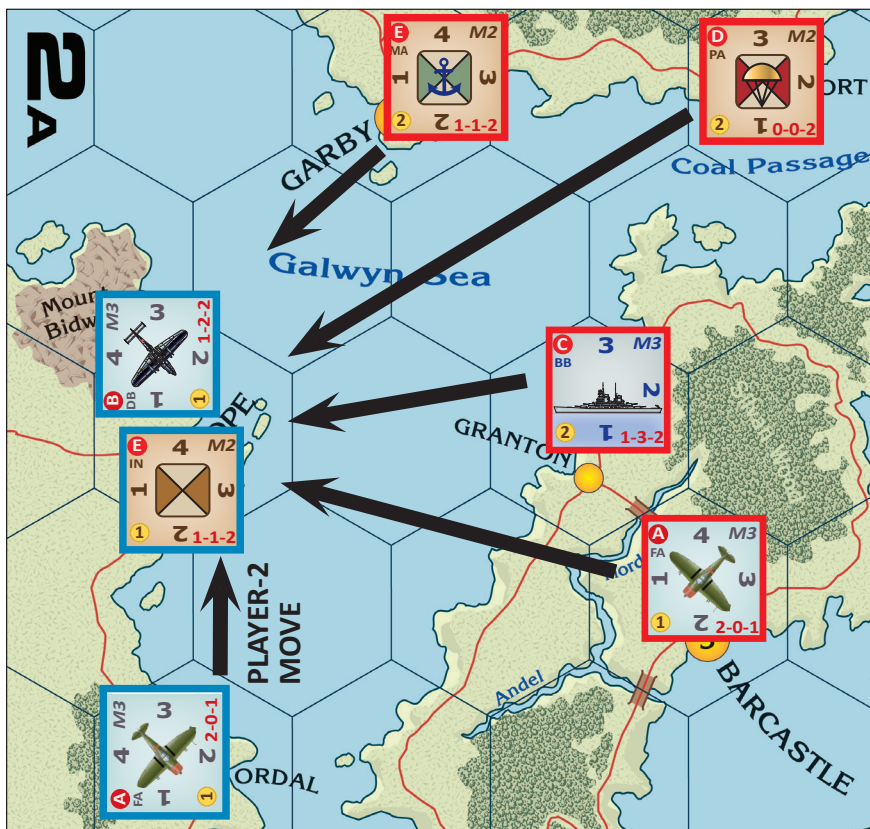 2A
E 4 M2
MA
1 3
2 2 1-1-2
D 3 M2
PA
2
2 1 0-0-2
ORT
GARBY
Coal Passage
Galwyn Sea
Mount
Bidw
M3 3 1-2-2
4 2
B DB 1 1
OPE
C 3 M3
BB
2
2 1 1-3-2
GRANTON
E 4 M2
IN
1 3
1 2 1-1-2
A 4 M3
FA
1 3
1 2 2-0-1
Mord
PLAYER-2
MOVE
BARCASTLE
Andel
M3 3 2-0-1
4 2
A FA 1 1
ORDAL